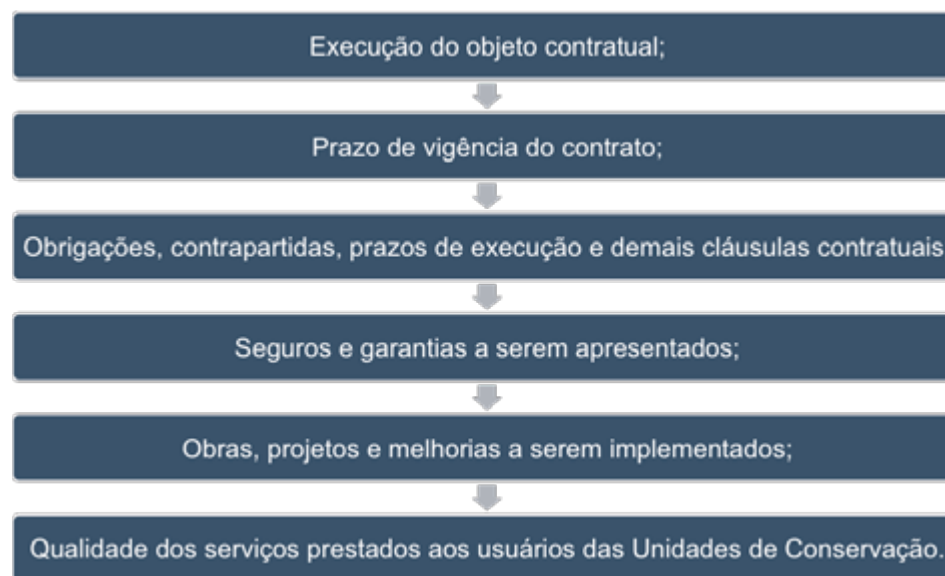 Execução do objeto contratual;
Prazo de vigência do contrato;
Obrigações, contrapartidas, prazos de execução e demais cláusulas contratuais
Seguros e garantias a serem apresentados;
Obras, projetos e melhorias a serem implementados;
Qualidade dos serviços prestados aos usuários das Unidades de Conservação.